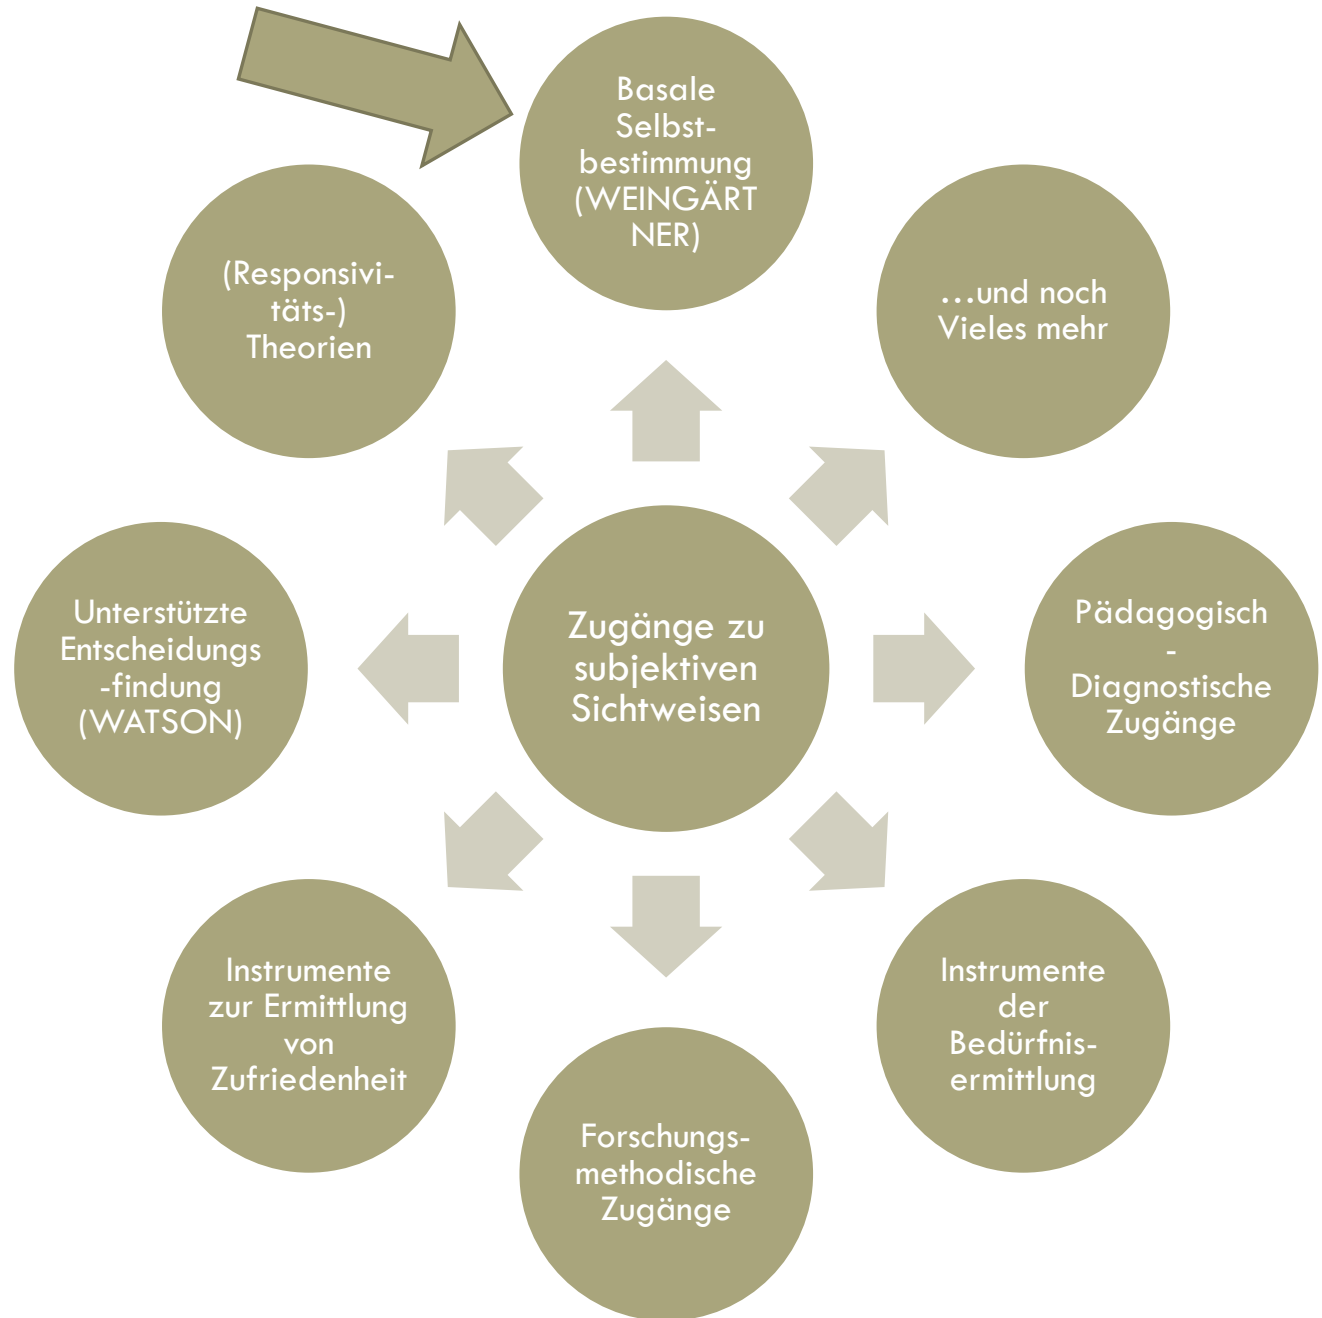 Basale
Selbst-
bestimmung
(WEINGÄRT
NER)
…und noch
Vieles mehr
Pädagogisch
-
Diagnostische
Zugänge
Instrumente
der
Bedürfnis-
ermittlung
Forschungs-
methodische
Zugänge
Instrumente
zur Ermittlung
von
Zufriedenheit
Unterstützte
Entscheidungs
-findung
(WATSON)
(Responsivi-
täts-)
Theorien
Zugänge zu
subjektiven
Sichtweisen